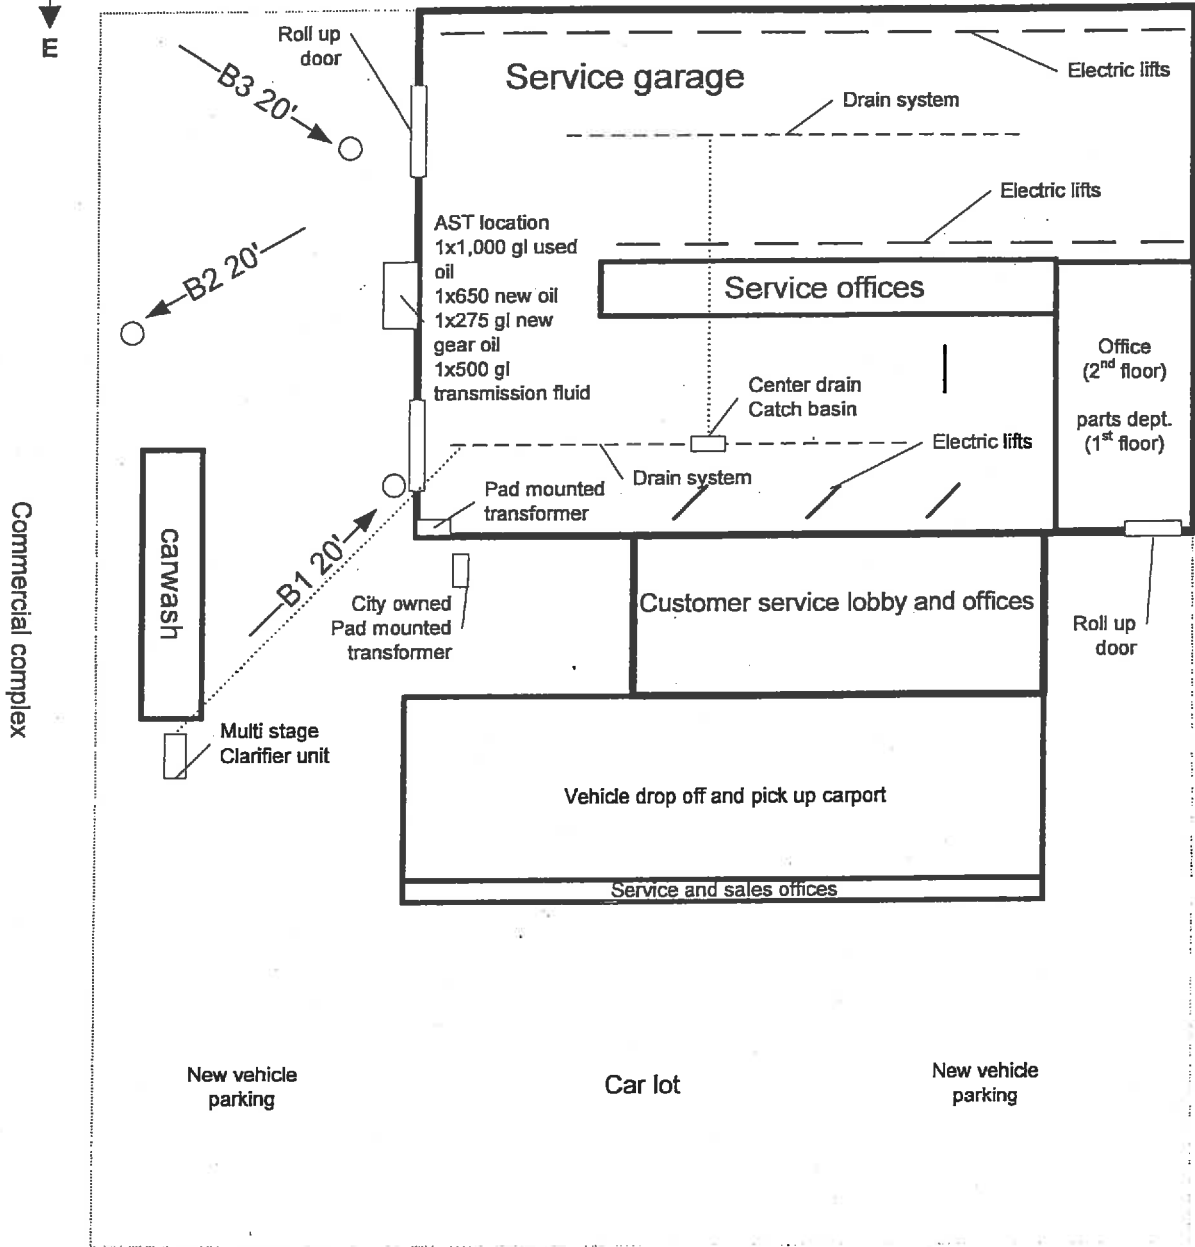 E
Roll up
door
B3 20'
Service garage
Electric lifts
Drain system
Electric lifts
B2 20'
AST location
1x1,000 gl used
oil
1x650 new oil
1x275 gl new
gear oil
1x500 gl
transmission fluid
Service offices
Office
(2nd floor)
parts dept.
(1st floor)
Center drain
Catch basin
Electric lifts
Drain system
Pad mounted
transformer
Commercial complex
carwash
B1 20'
City owned
Pad mounted
transformer
Customer service lobby and offices
Roll up
door
Multi stage
Clarifier unit
Vehicle drop off and pick up carport
Service and sales offices
New vehicle
parking
Car lot
New vehicle
parking